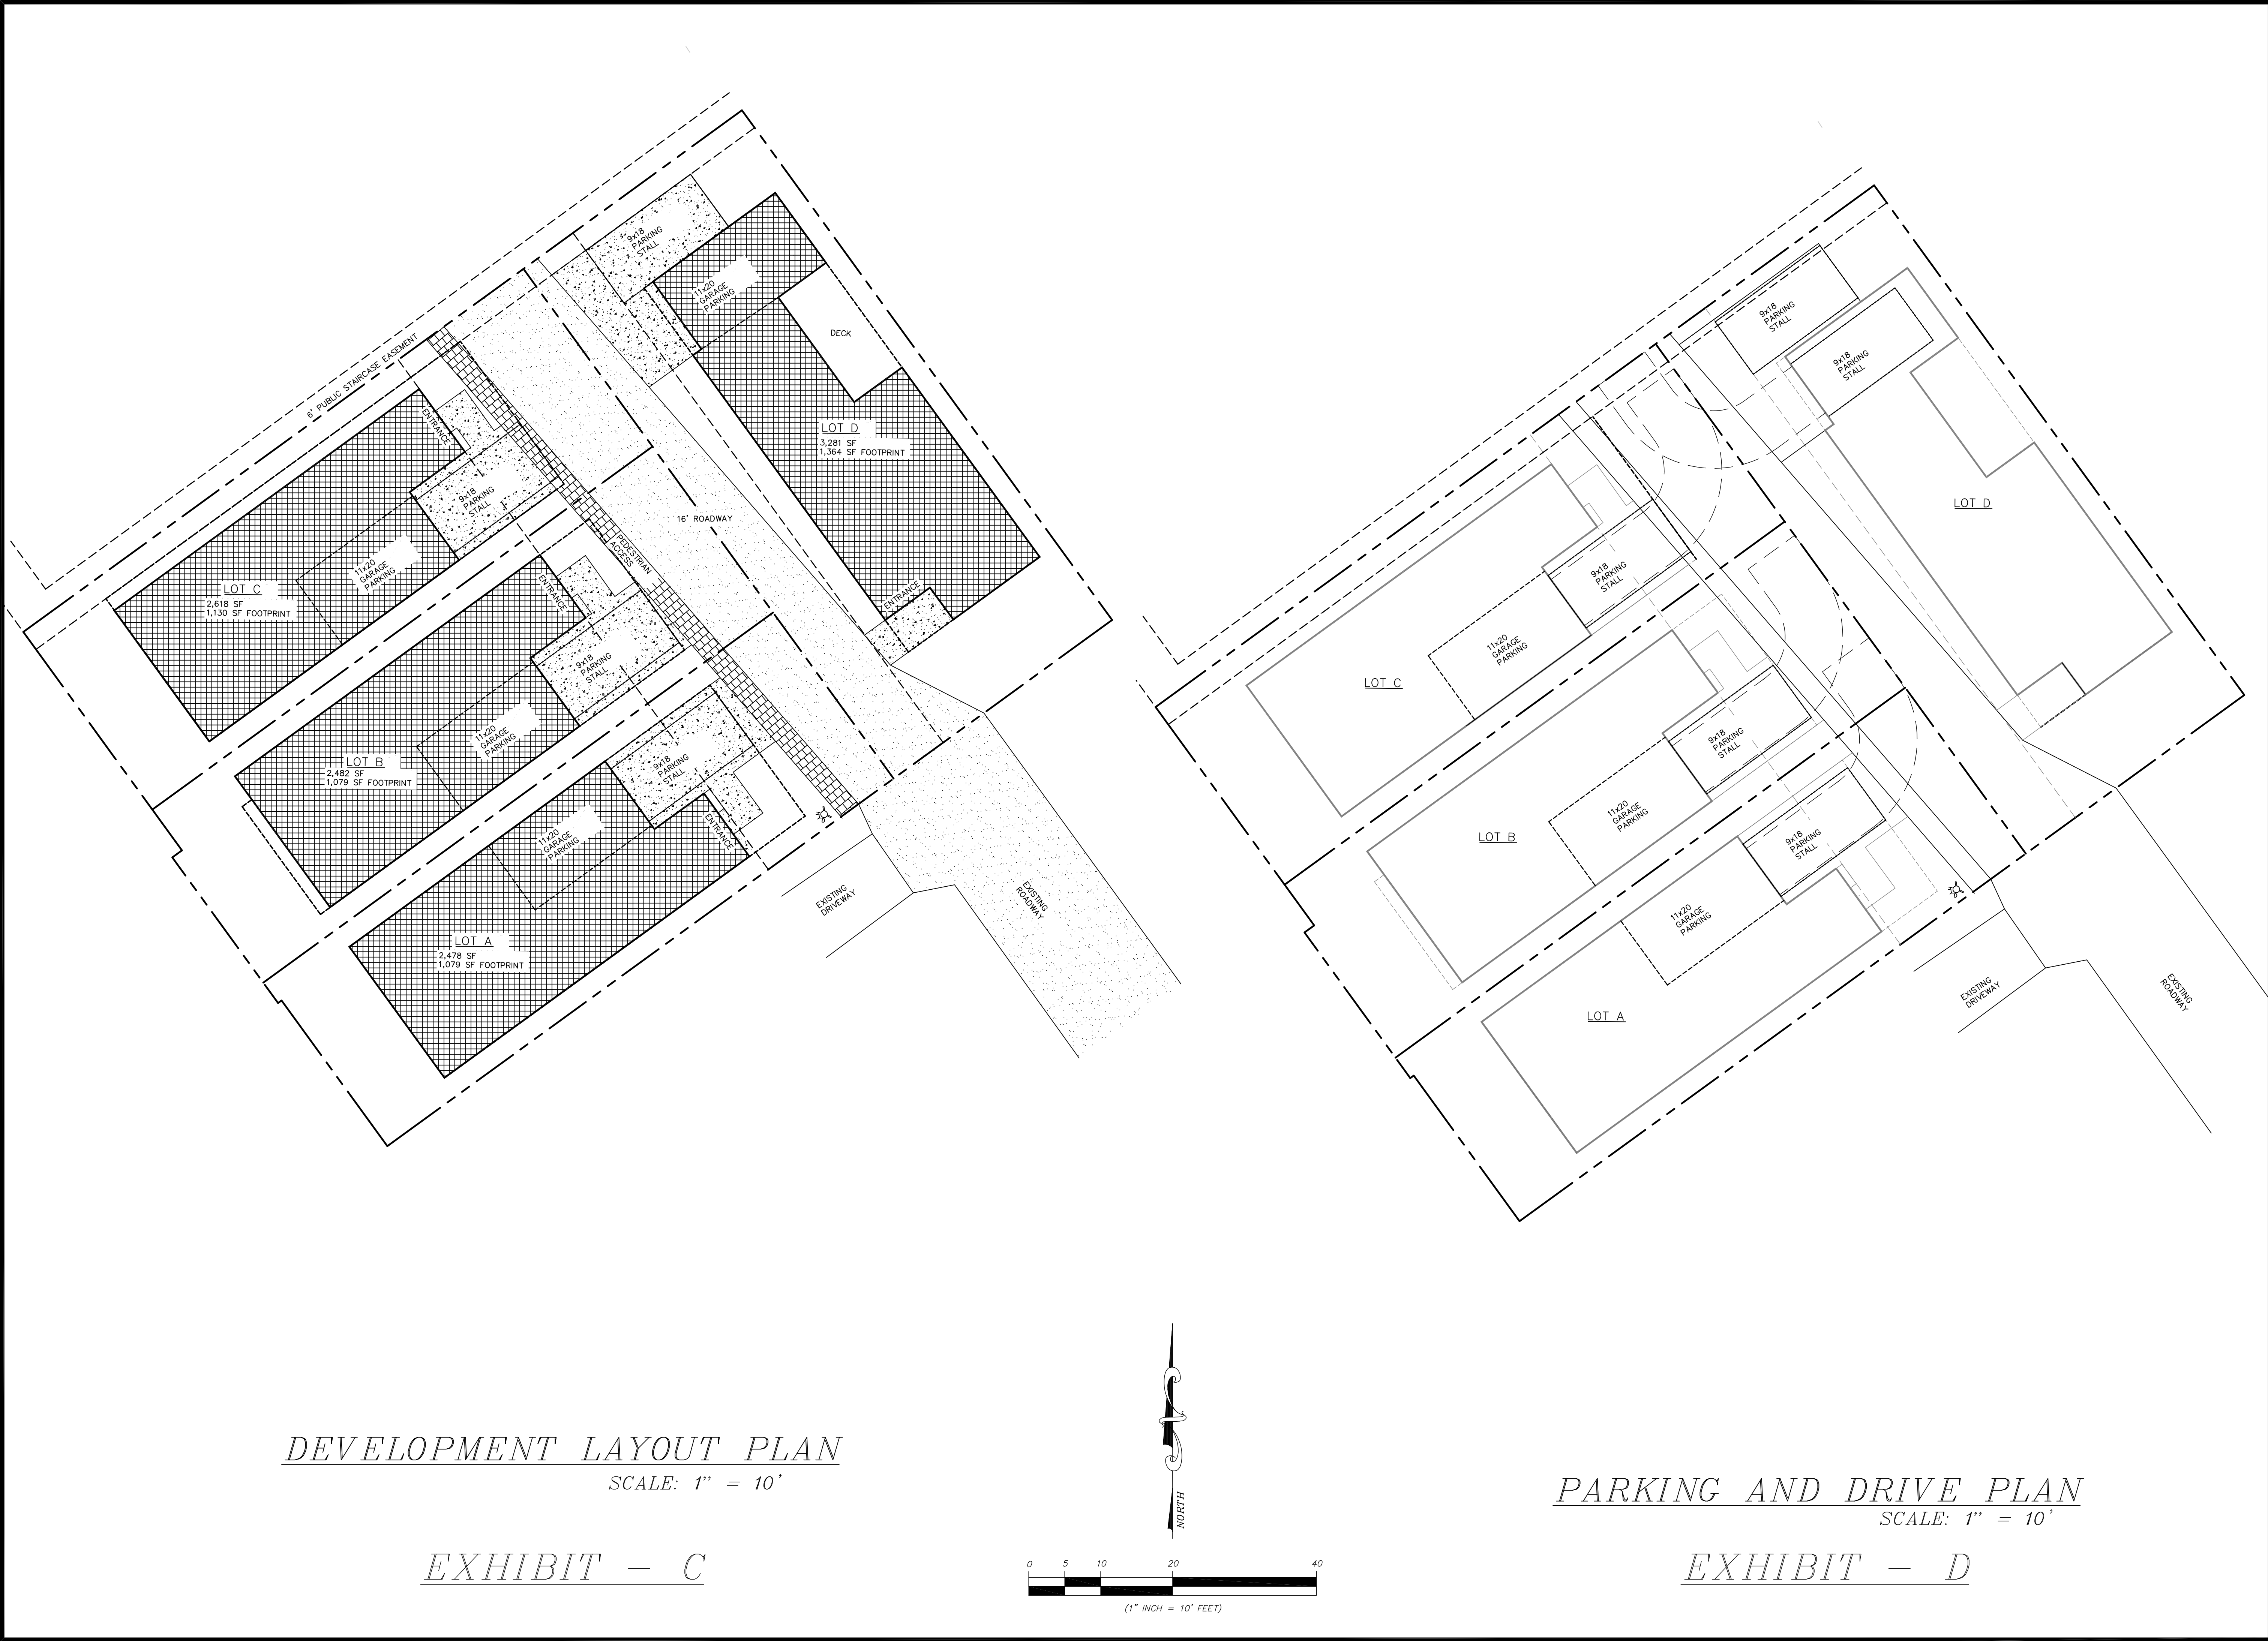 9x18
PARKING
STALL
11x20
GARAGE
PARKING
DECK
6' PUBLIC STAIRCASE EASEMENT
ENTRANCE
LOT D
3,281 SF
1,364 SF FOOTPRINT
9x18
PARKING
STALL
16' ROADWAY
PEDESTRIAN
ACCESS
11x20
GARAGE
PARKING
LOT C
2,618 SF
1,130 SF FOOTPRINT
ENTRANCE
ENTRANCE
9x18
PARKING
STALL
11x20
GARAGE
PARKING
LOT B
2,482 SF
1,079 SF FOOTPRINT
9x18
PARKING
STALL
11x20
GARAGE
PARKING
ENTRANCE
EXISTING
DRIVEWAY
EXISTING
ROADWAY
LOT A
2,478 SF
1,079 SF FOOTPRINT
DEVELOPMENT LAYOUT PLAN
SCALE: 1" = 10'
EXHIBIT - C
9x18
PARKING
STALL
9x18
PARKING
STALL
LOT D
9x18
PARKING
STALL
11x20
GARAGE
PARKING
LOT C
9x18
PARKING
STALL
11x20
GARAGE
PARKING
LOT B
9x18
PARKING
STALL
11x20
GARAGE
PARKING
LOT A
EXISTING
DRIVEWAY
EXISTING
ROADWAY
NORTH
0 5 10 20 40
(1" INCH = 10' FEET)
PARKING AND DRIVE PLAN
SCALE: 1" = 10'
EXHIBIT - D